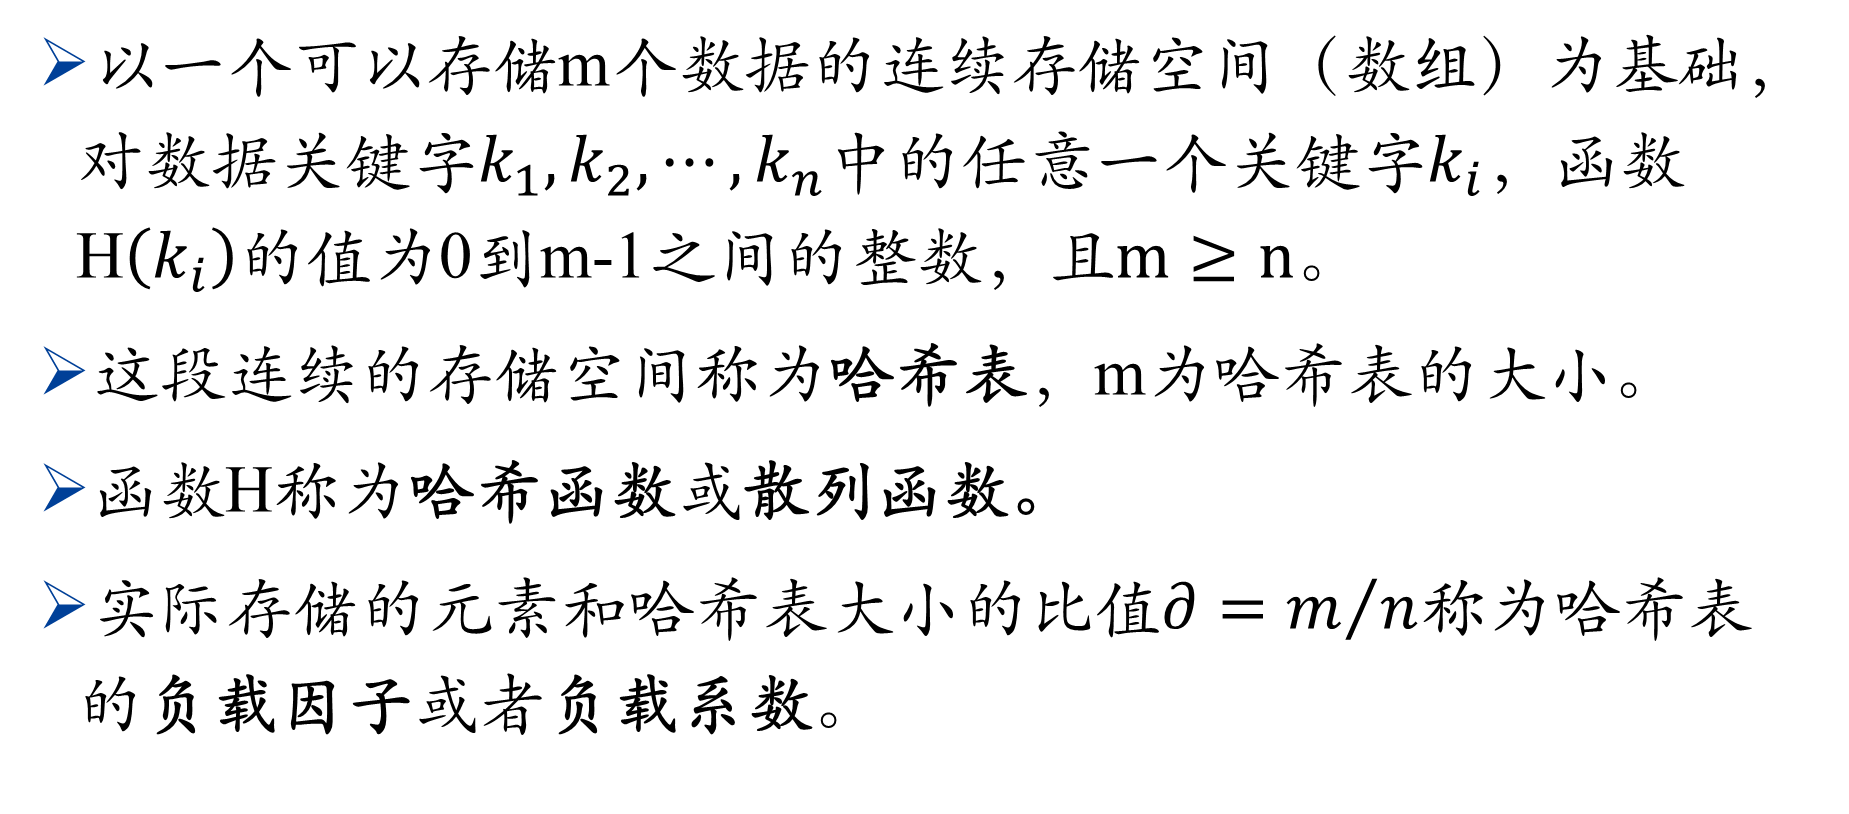 ➢以一个可以存储m个数据的连续存储空间（数组）为基础，
对数据关键字k₁, k₂, ⋯ , kₙ中的任意一个关键字kᵢ，函数
H(kᵢ)的值为0到m-1之间的整数，且m ≥ n。
➢这段连续的存储空间称为哈希表，m为哈希表的大小。
➢函数H称为哈希函数或散列函数。
➢实际存储的元素和哈希表大小的比值∂ = m/n称为哈希表
的负载因子或者负载系数。